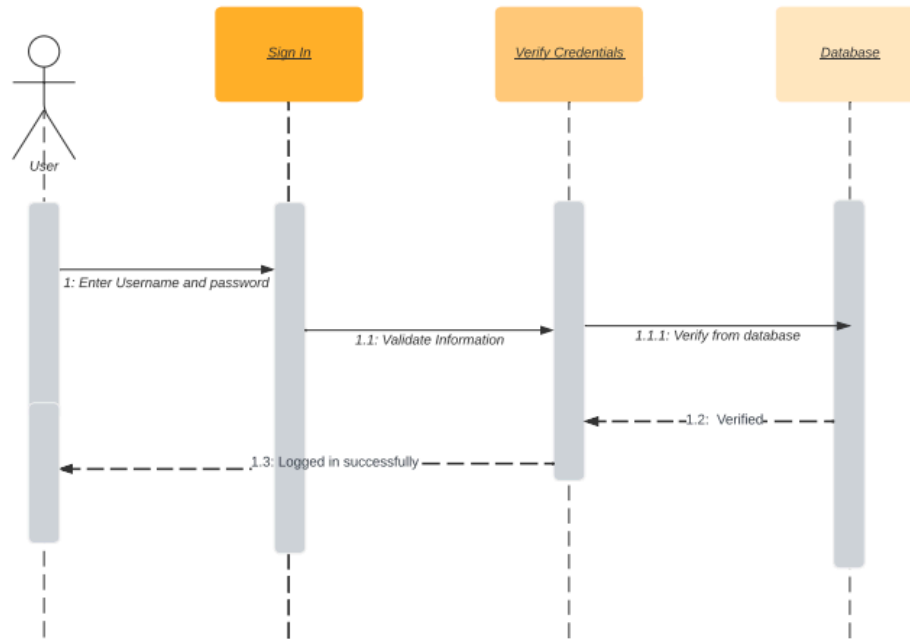 Sign In
Verify Credentials
Database
User
1: Enter Username and password
1.1: Validate Information
1.1.1: Verify from database
1.2:  Verified
1.3: Logged in successfully